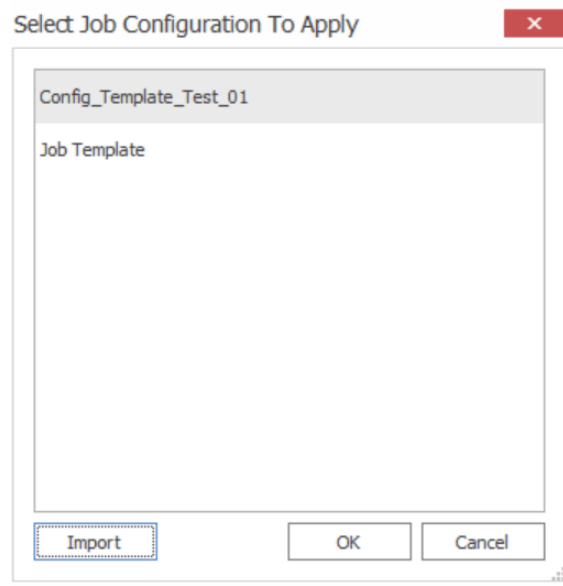 Select Job Configuration To Apply
Config_Template_Test_01
Job Template
Import OK Cancel